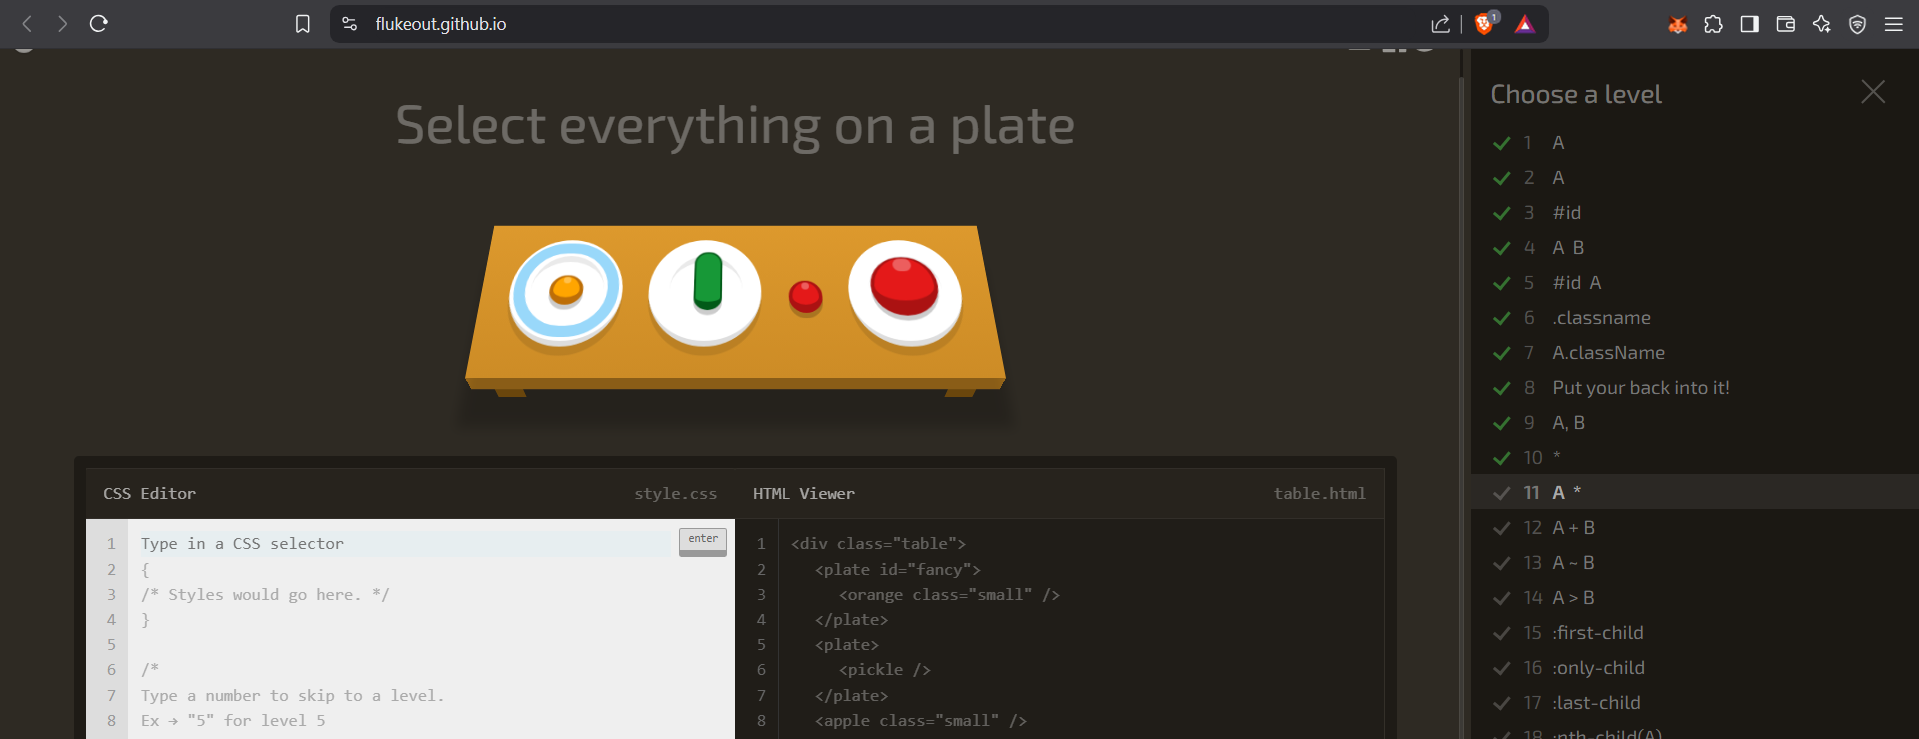 flukeout.github.io
1
Select everything on a plate
CSS Editor style.css
1 Type in a CSS selector
enter
2 {
3 /* Styles would go here. */
4 }
5
6 /*
7 Type a number to skip to a level.
8 Ex → "5" for level 5
HTML Viewer table.html
1 <div class="table">
2 <plate id="fancy">
3 <orange class="small" />
4 </plate>
5 <plate>
6 <pickle />
7 </plate>
8 <apple class="small" />
Choose a level
1 A
2 A
3 #id
4 A B
5 #id A
6 .classname
7 A.className
8 Put your back into it!
9 A, B
10 *
11 A *
12 A + B
13 A ~ B
14 A > B
15 :first-child
16 :only-child
17 :last-child
18 :nth-child(A)